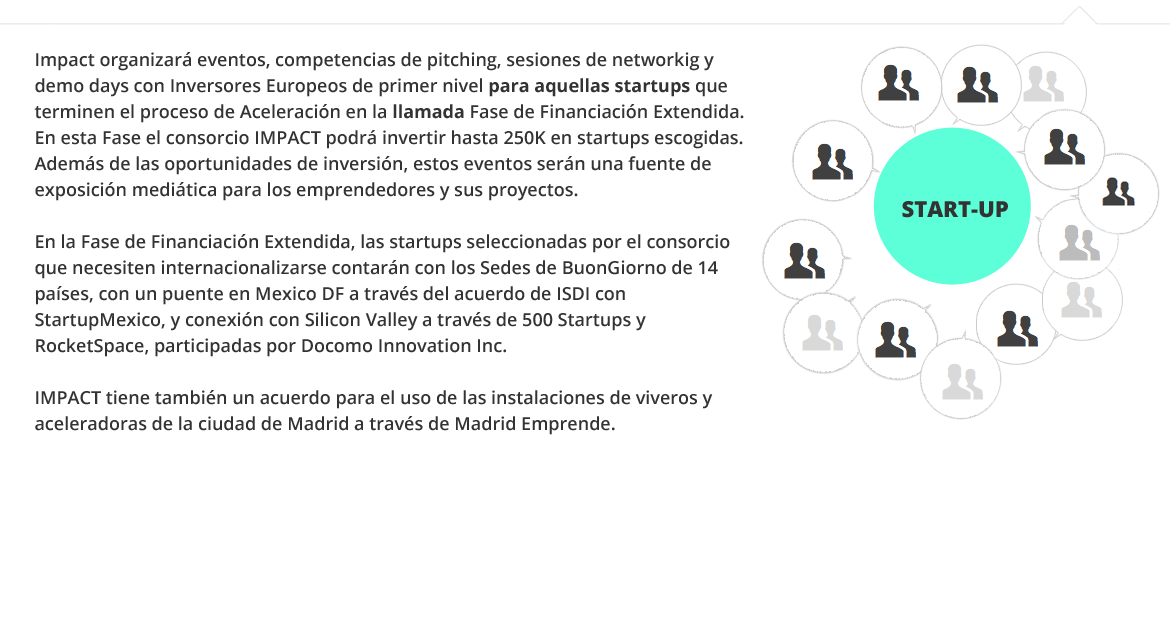 Impact organizará eventos, competencias de pitching, sesiones de networkig y
demo days con Inversores Europeos de primer nivel para aquellas startups que
terminen el proceso de Aceleración en la llamada Fase de Financiación Extendida.
En esta Fase el consorcio IMPACT podrá invertir hasta 250K en startups escogidas.
Además de las oportunidades de inversión, estos eventos serán una fuente de
exposición mediática para los emprendedores y sus proyectos.
En la Fase de Financiación Extendida, las startups seleccionadas por el consorcio
que necesiten internacionalizarse contarán con los Sedes de BuonGiorno de 14
países, con un puente en Mexico DF a través del acuerdo de ISDI con
StartupMexico, y conexión con Silicon Valley a través de 500 Startups y
RocketSpace, participadas por Docomo Innovation Inc.
IMPACT tiene también un acuerdo para el uso de las instalaciones de viveros y
aceleradoras de la ciudad de Madrid a través de Madrid Emprende.
START-UP